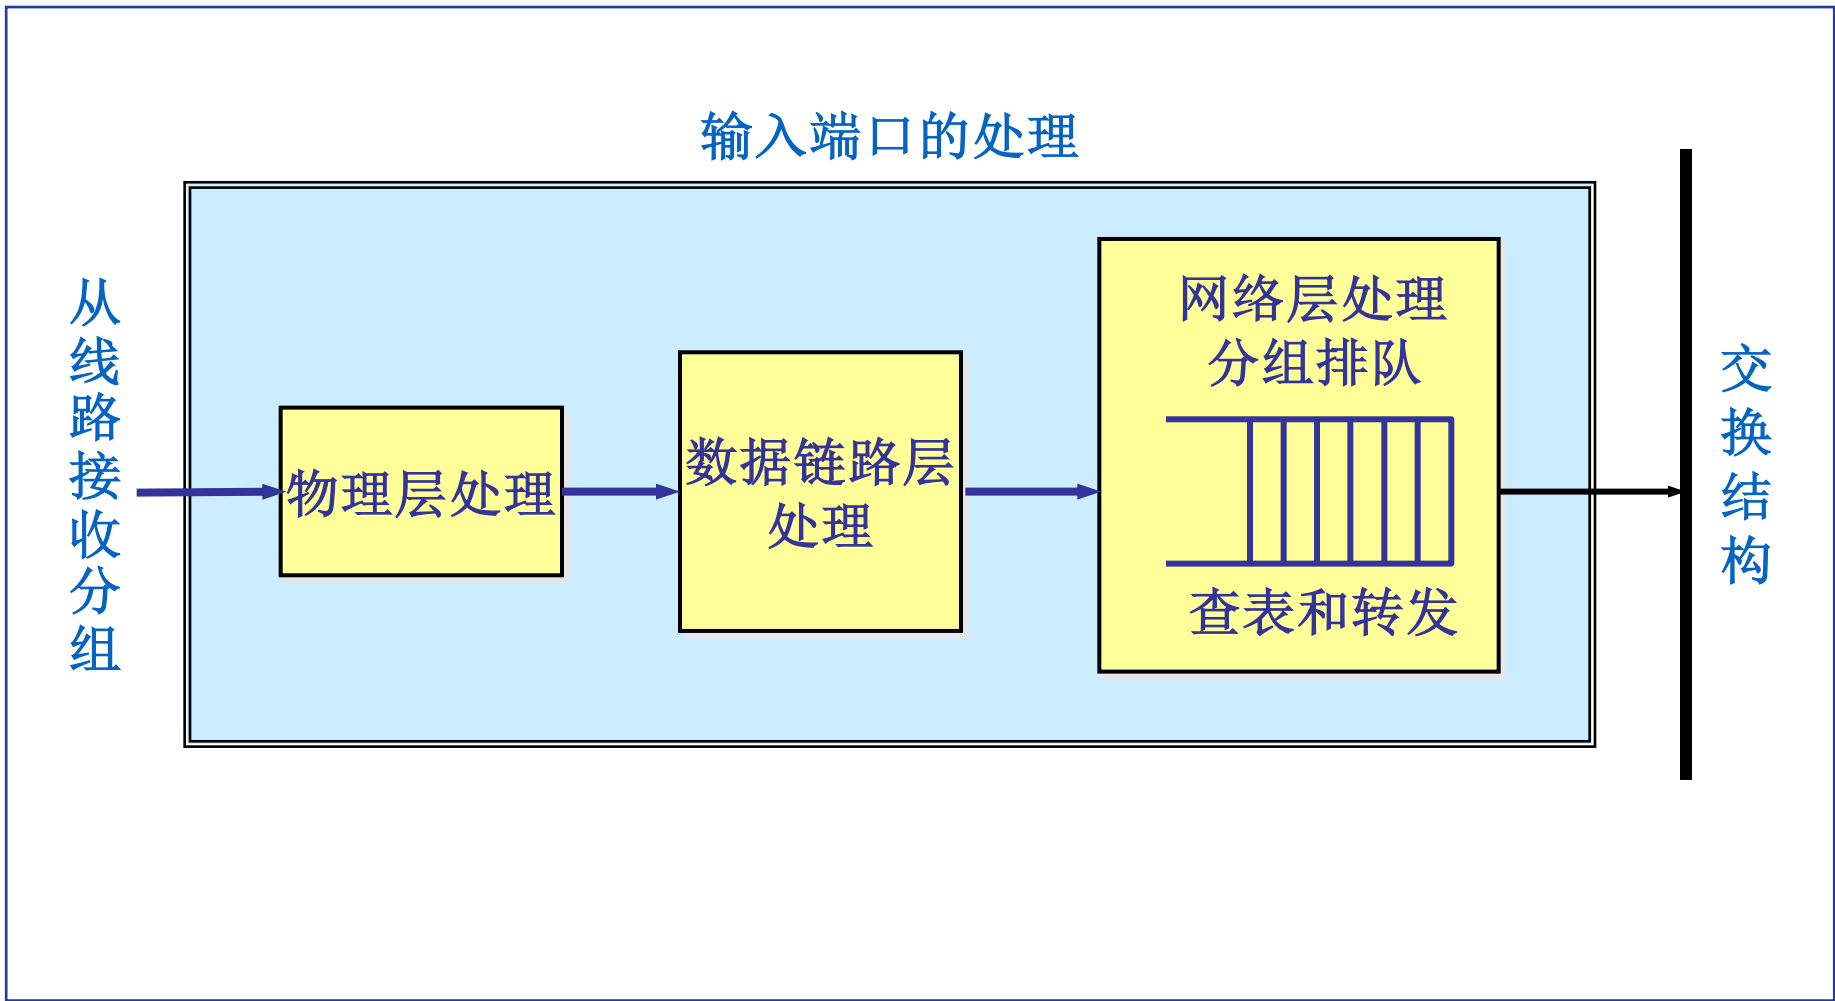 输入端口的处理
从线路接收分组
物理层处理
数据链路层
处理
网络层处理
分组排队
查表和转发
交换结构